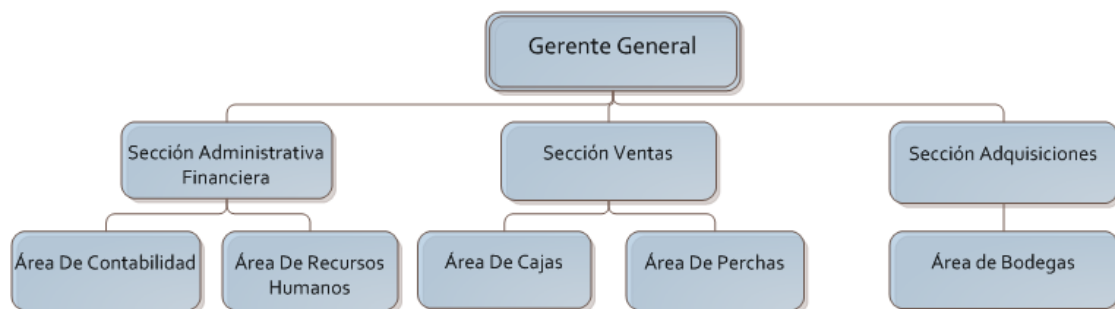 Gerente General
Sección Administrativa
Financiera
Sección Ventas
Sección Adquisiciones
Área De Contabilidad
Área De Recursos
Humanos
Área De Cajas
Área De Perchas
Área de Bodegas